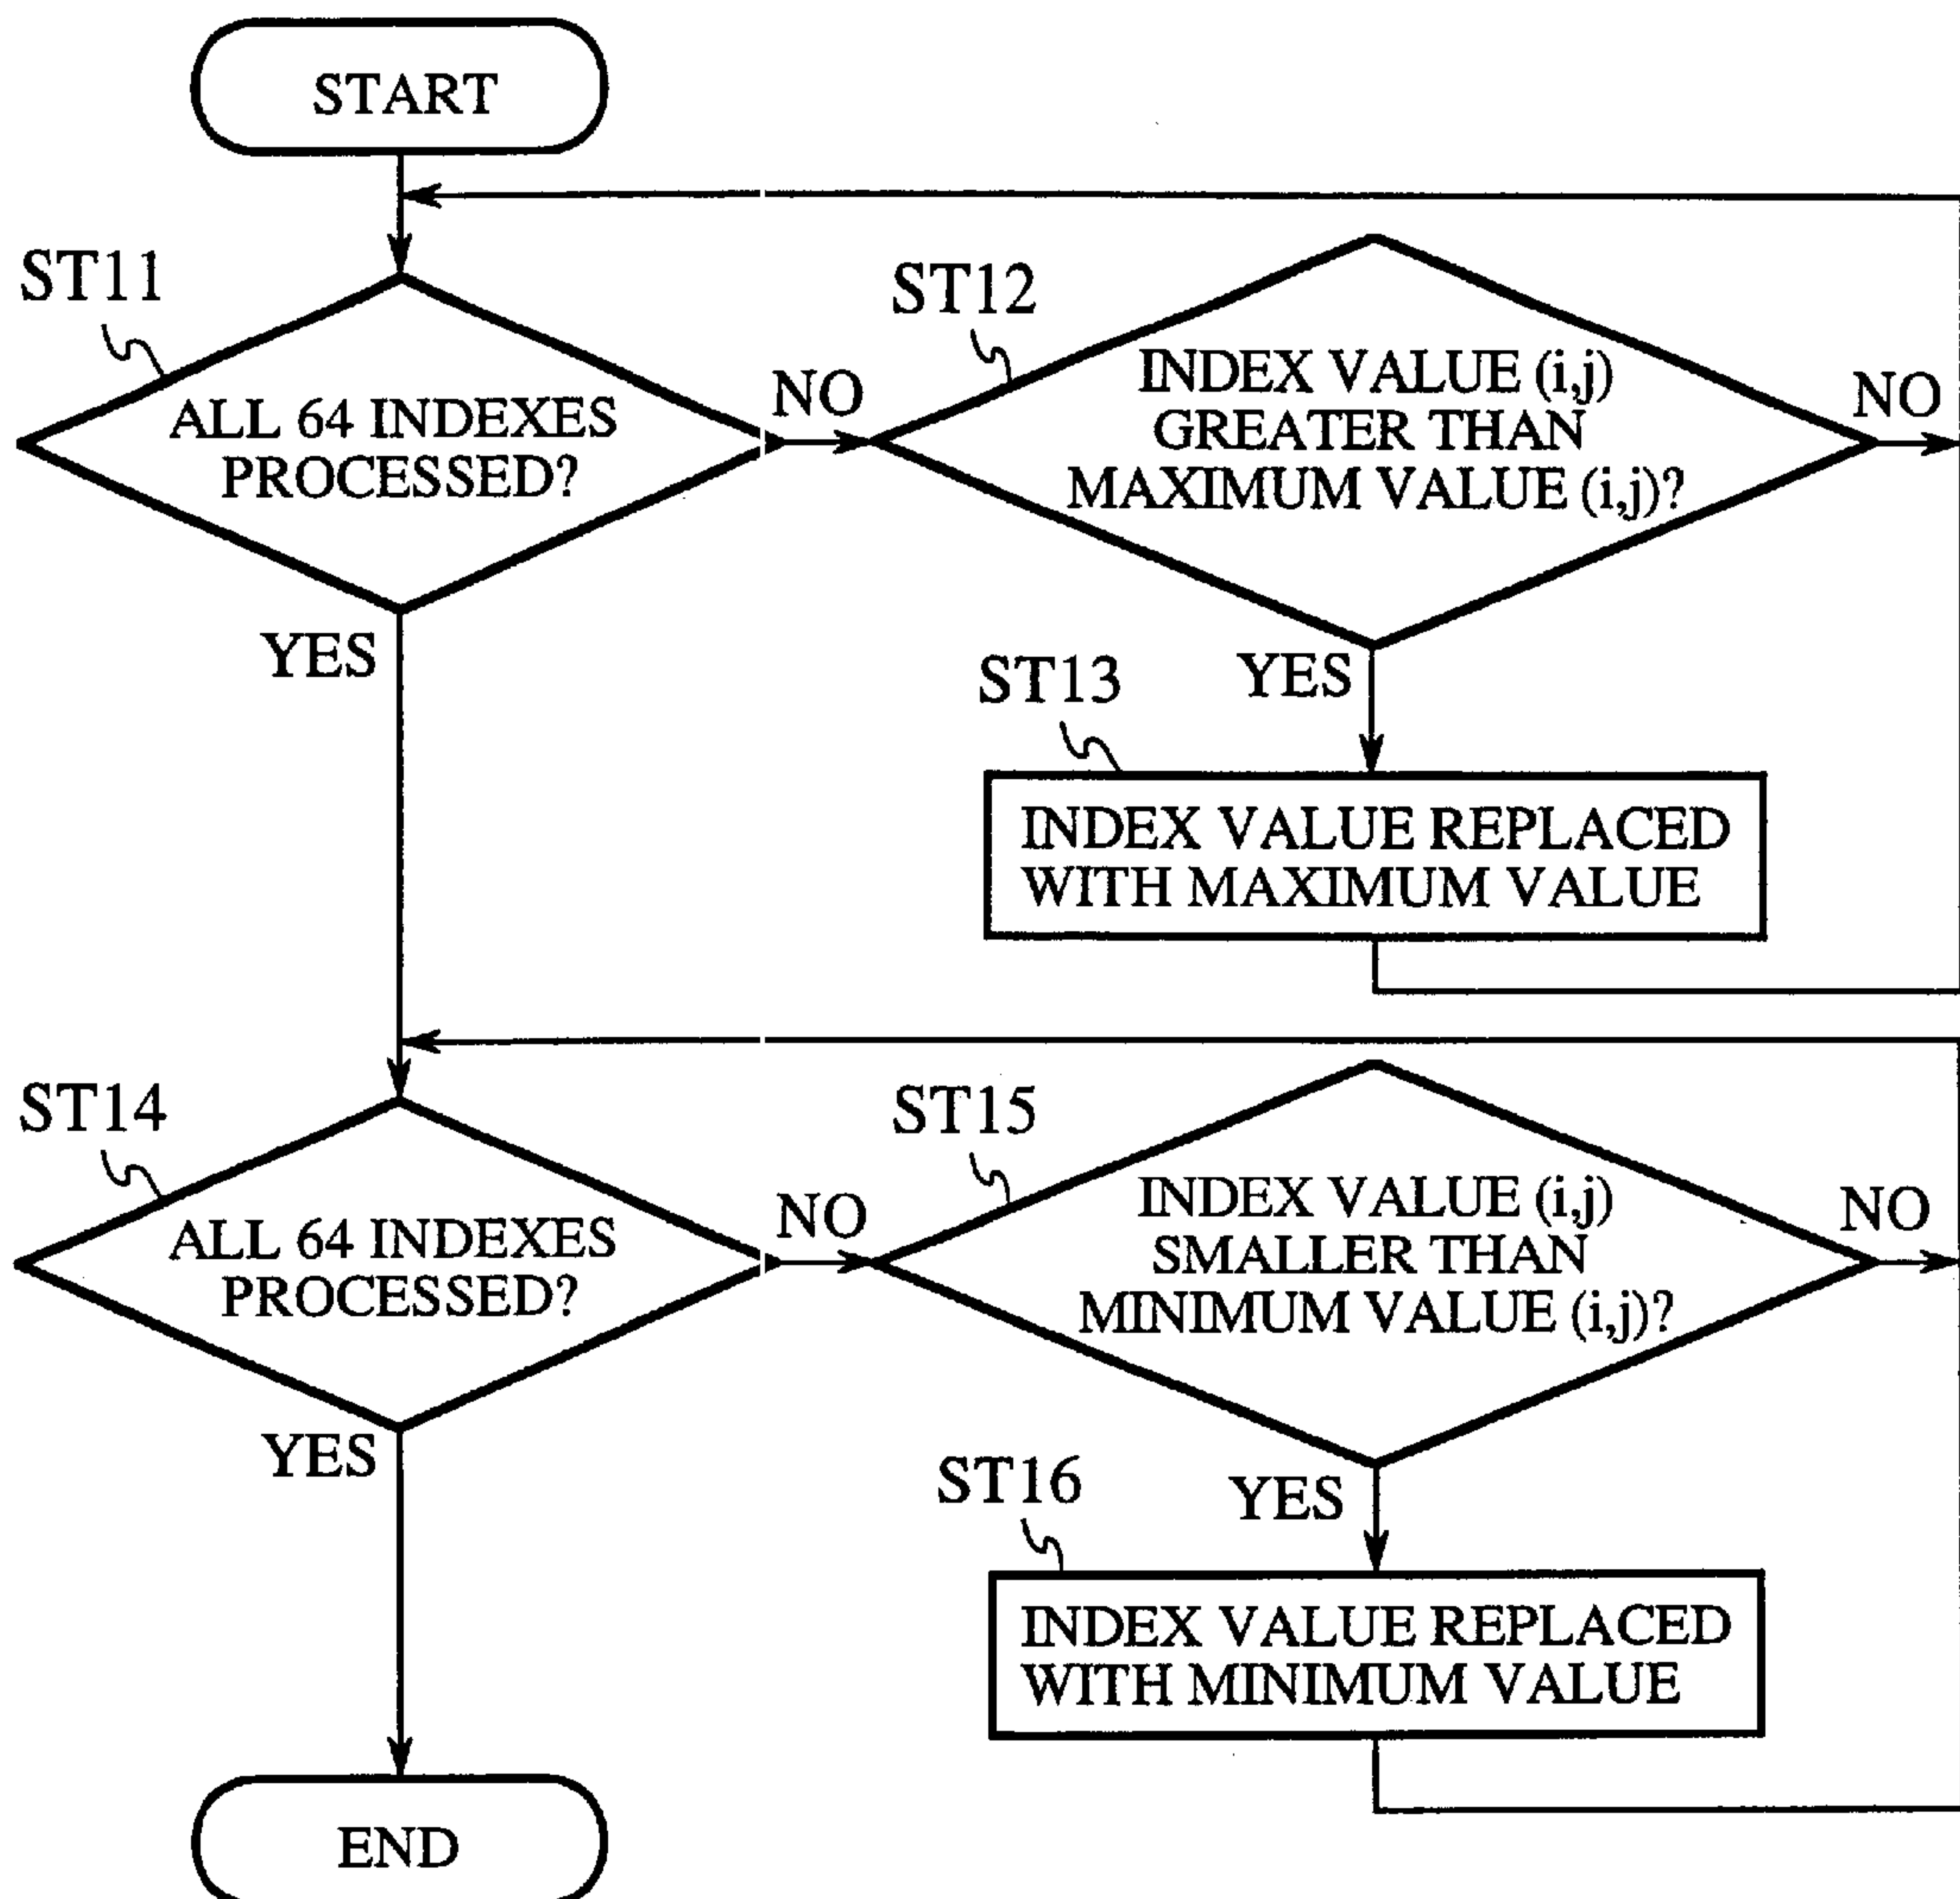 START
ST11
ALL 64 INDEXES
PROCESSED?
NO
YES
ST12
INDEX VALUE (i,j)
GREATER THAN
MAXIMUM VALUE (i,j)?
NO
YES
ST13
INDEX VALUE REPLACED
WITH MAXIMUM VALUE
ST14
ALL 64 INDEXES
PROCESSED?
NO
YES
ST15
INDEX VALUE (i,j)
SMALLER THAN
MINIMUM VALUE (i,j)?
NO
YES
ST16
INDEX VALUE REPLACED
WITH MINIMUM VALUE
END